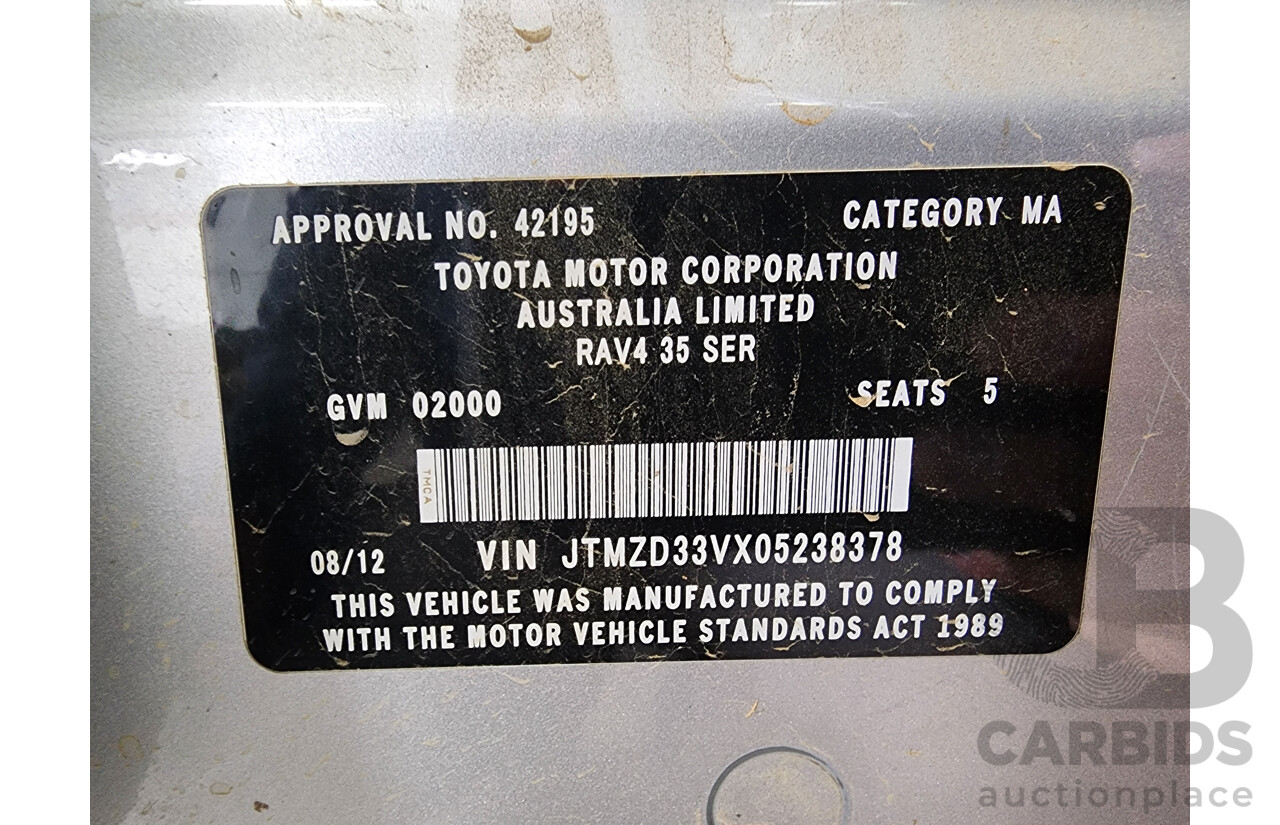 APPROVAL NO. 42195 CATEGORY MA
TOYOTA MOTOR CORPORATION
AUSTRALIA LIMITED
RAV4 35 SER
GVM 02000 SEATS 5
TMCA
08/12 VIN JTMZD33VX05238378
THIS VEHICLE WAS MANUFACTURED TO COMPLY
WITH THE MOTOR VEHICLE STANDARDS ACT 1989
B
CARBIDS
auctionplace